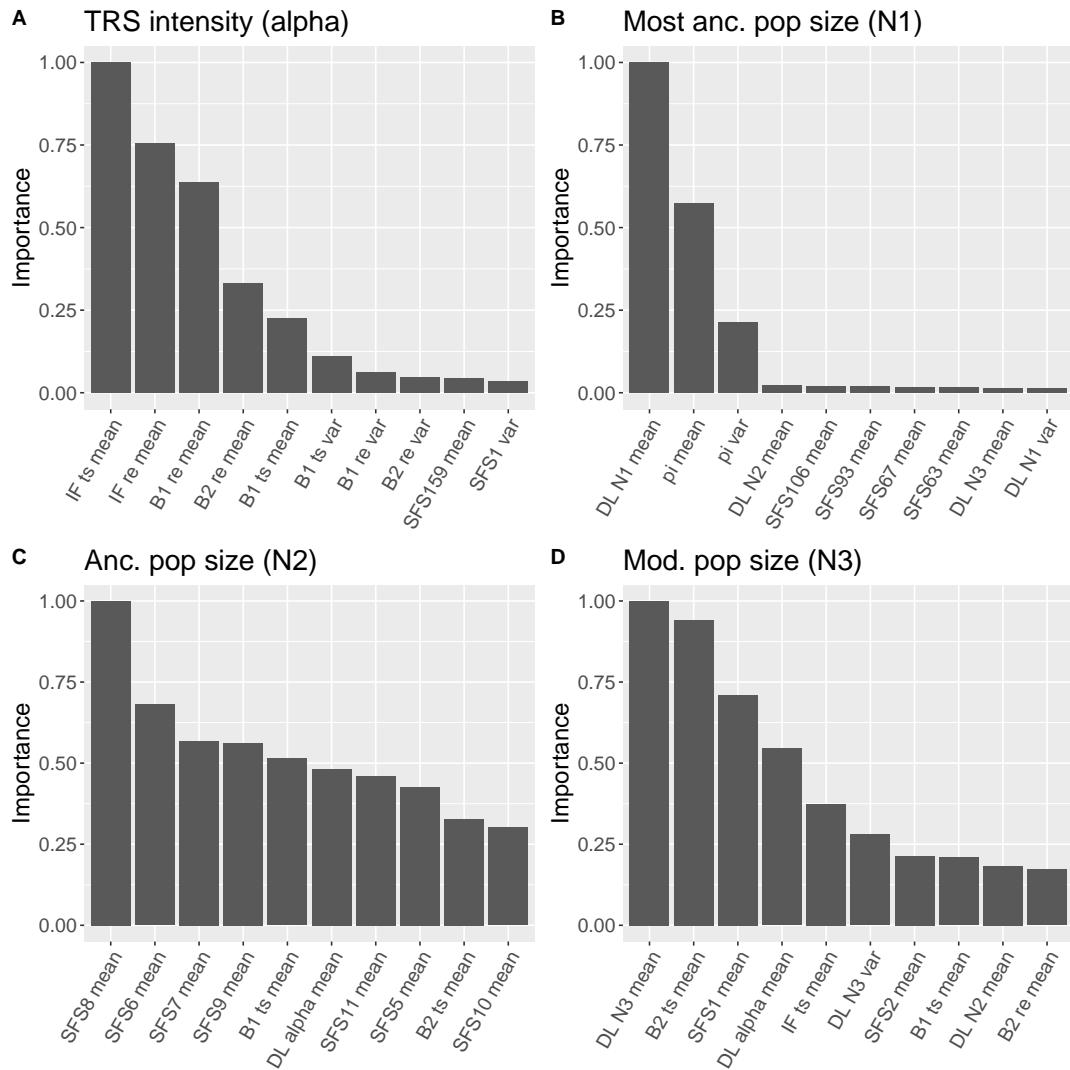 A TRS intensity (alpha)
Importance
1.00
0.75
0.50
0.25
0.00
IF ts mean
IF re mean
B1 re mean
B2 re mean
B1 ts mean
B1 ts var
B1 re var
B2 re var
SFS159 mean
SFS1 var
B Most anc. pop size (N1)
Importance
1.00
0.75
0.50
0.25
0.00
DL N1 mean
pi mean
pi var
DL N2 mean
SFS106 mean
SFS93 mean
SFS67 mean
SFS63 mean
DL N3 mean
DL N1 var
C Anc. pop size (N2)
Importance
1.00
0.75
0.50
0.25
0.00
SFS8 mean
SFS6 mean
SFS7 mean
SFS9 mean
B1 ts mean
DL alpha mean
SFS11 mean
SFS5 mean
B2 ts mean
SFS10 mean
D Mod. pop size (N3)
Importance
1.00
0.75
0.50
0.25
0.00
DL N3 mean
B2 ts mean
SFS1 mean
DL alpha mean
IF ts mean
DL N3 var
SFS2 mean
B1 ts mean
DL N2 mean
B2 re mean